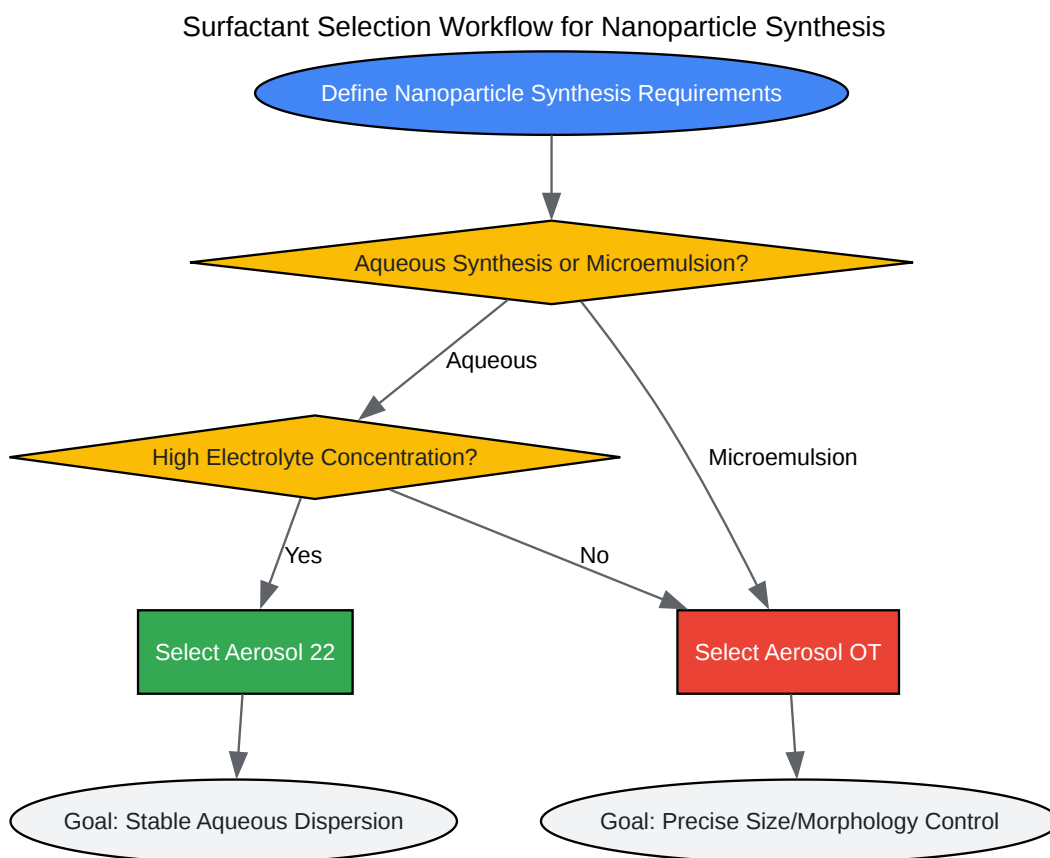 Surfactant Selection Workflow for Nanoparticle Synthesis
Define Nanoparticle Synthesis Requirements
Aqueous Synthesis or Microemulsion?
Aqueous
High Electrolyte Concentration?
Microemulsion
Yes
No
Select Aerosol 22
Select Aerosol OT
Goal: Stable Aqueous Dispersion
Goal: Precise Size/Morphology Control